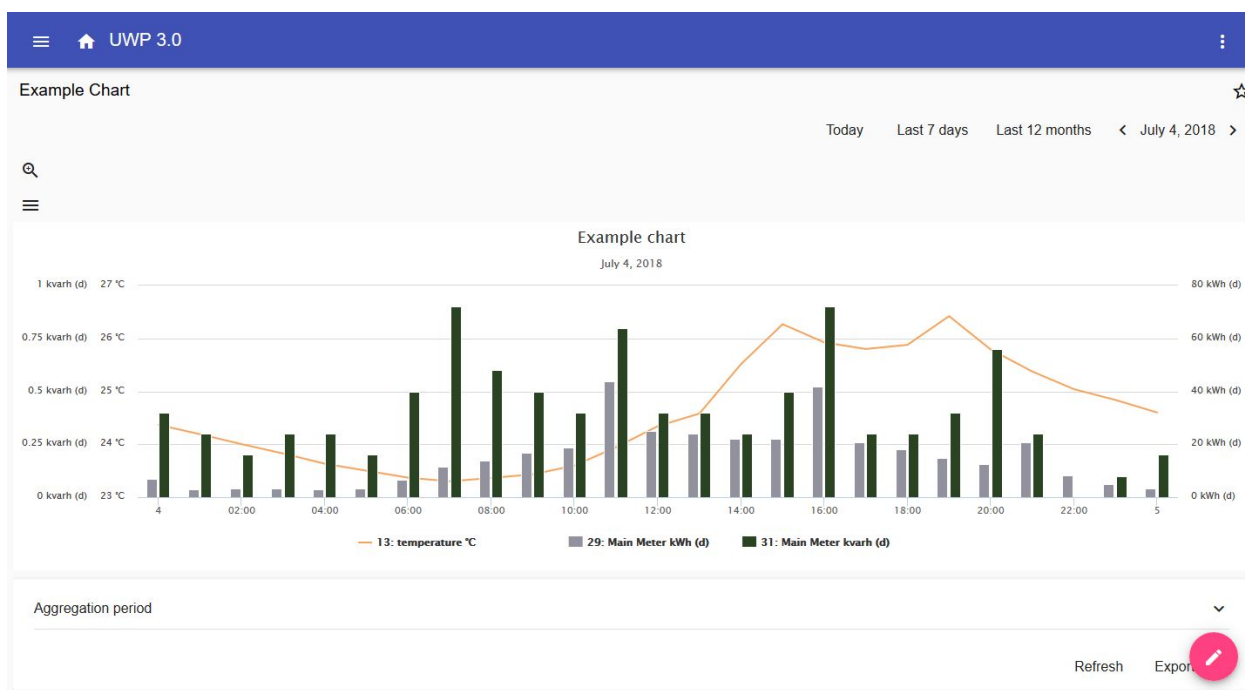 UWP 3.0
Example Chart
Today Last 7 days Last 12 months July 4, 2018
Example chart
July 4, 2018
1 kvarh (d) 27 °C 80 kWh (d)
0.75 kvarh (d) 26 °C 60 kWh (d)
0.5 kvarh (d) 25 °C 40 kWh (d)
0.25 kvarh (d) 24 °C 20 kWh (d)
0 kvarh (d) 23 °C 0 kWh (d)
4 02:00 04:00 06:00 08:00 10:00 12:00 14:00 16:00 18:00 20:00 22:00 5
13: temperature °C 29: Main Meter kWh (d) 31: Main Meter kvarh (d)
Aggregation period
Refresh Export